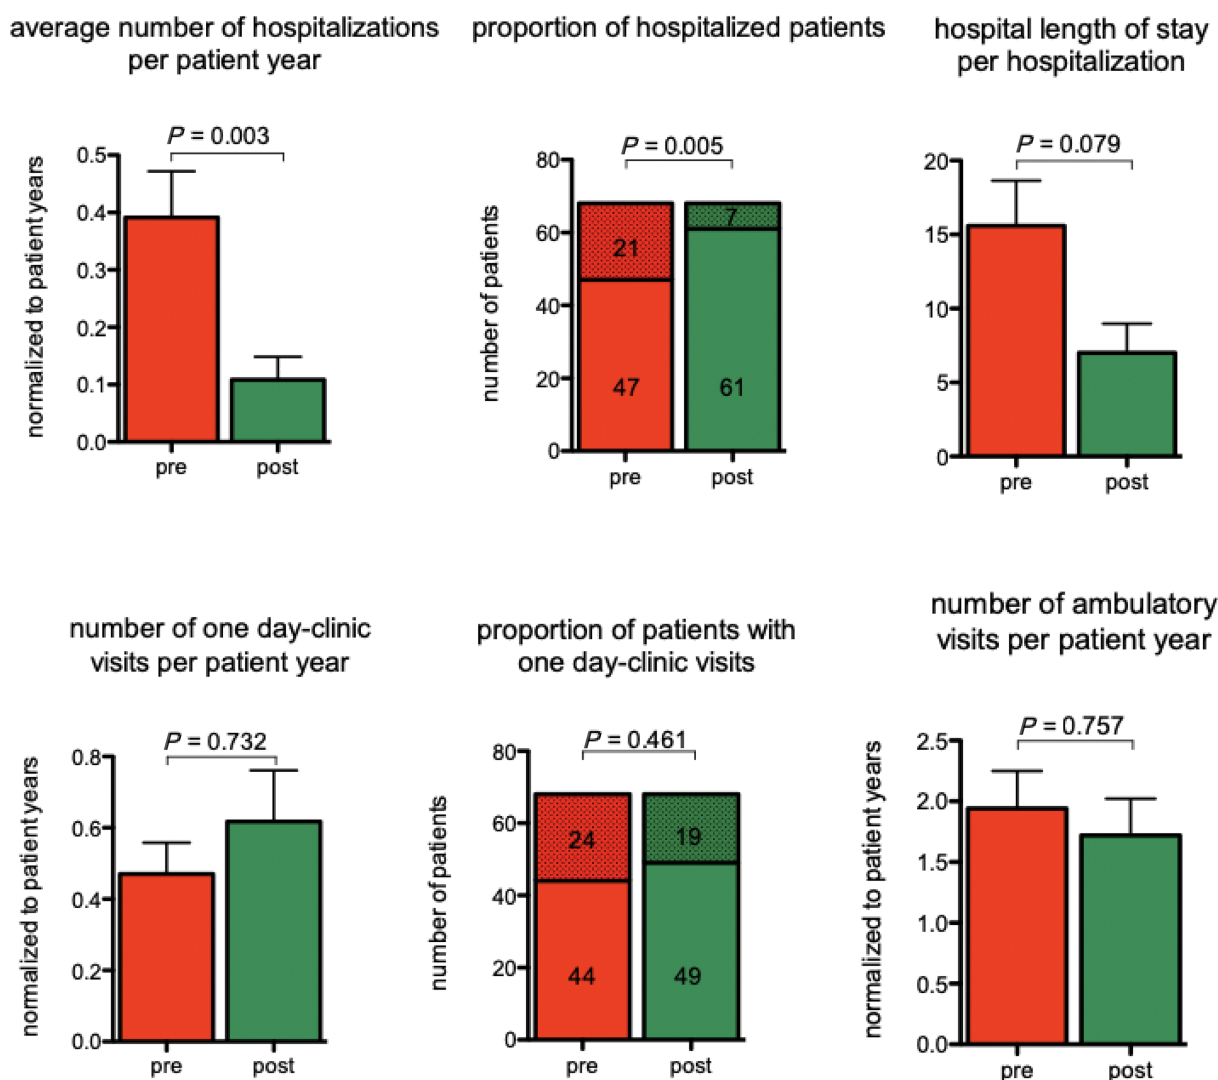 average number of hospitalizations
per patient year
P = 0.003
normalized to patient years
0.5
0.4
0.3
0.2
0.1
0.0
pre
post
proportion of hospitalized patients
P = 0.005
number of patients
80
60
40
20
0
21
47
7
61
pre
post
hospital length of stay
per hospitalization
P = 0.079
20
15
10
5
0
pre
post
number of one day-clinic
visits per patient year
P = 0.732
normalized to patient years
0.8
0.6
0.4
0.2
0.0
pre
post
proportion of patients with
one day-clinic visits
P = 0.461
number of patients
80
60
40
20
0
24
44
19
49
pre
post
number of ambulatory
visits per patient year
P = 0.757
normalized to patient years
2.5
2.0
1.5
1.0
0.5
0.0
pre
post